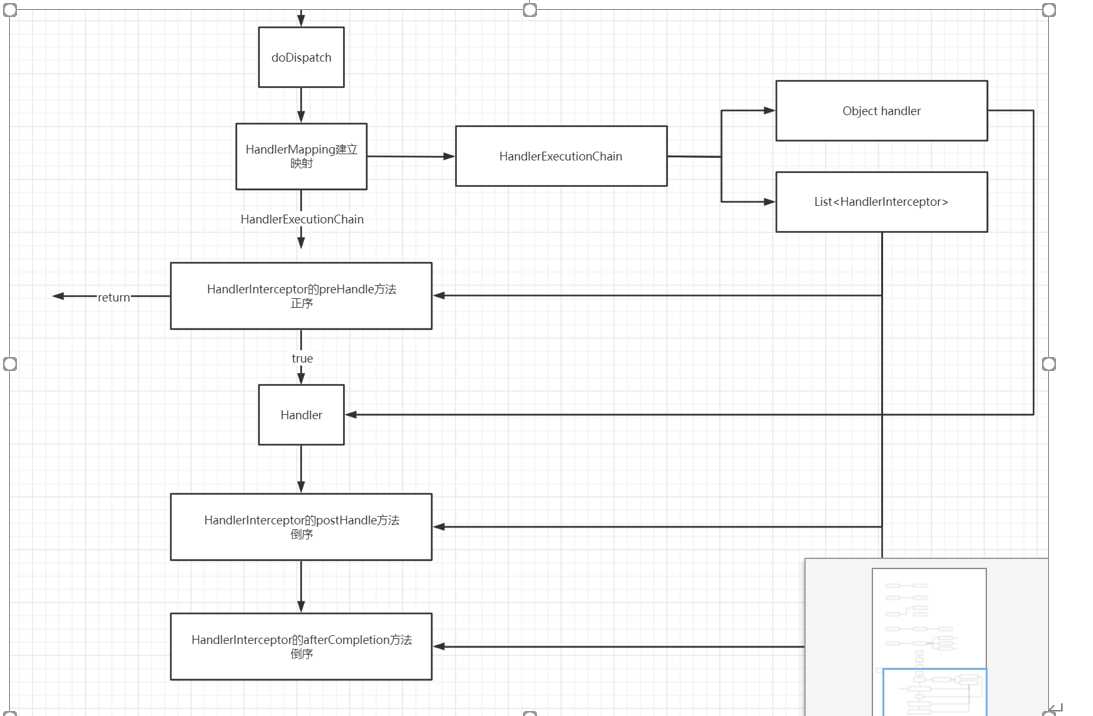 doDispatch
HandlerMapping建立
映射
HandlerExecutionChain
Object handler
List<HandlerInterceptor>
HandlerExecutionChain
HandlerInterceptor的preHandle方法
正序
return
true
Handler
HandlerInterceptor的postHandle方法
倒序
HandlerInterceptor的afterCompletion方法
倒序